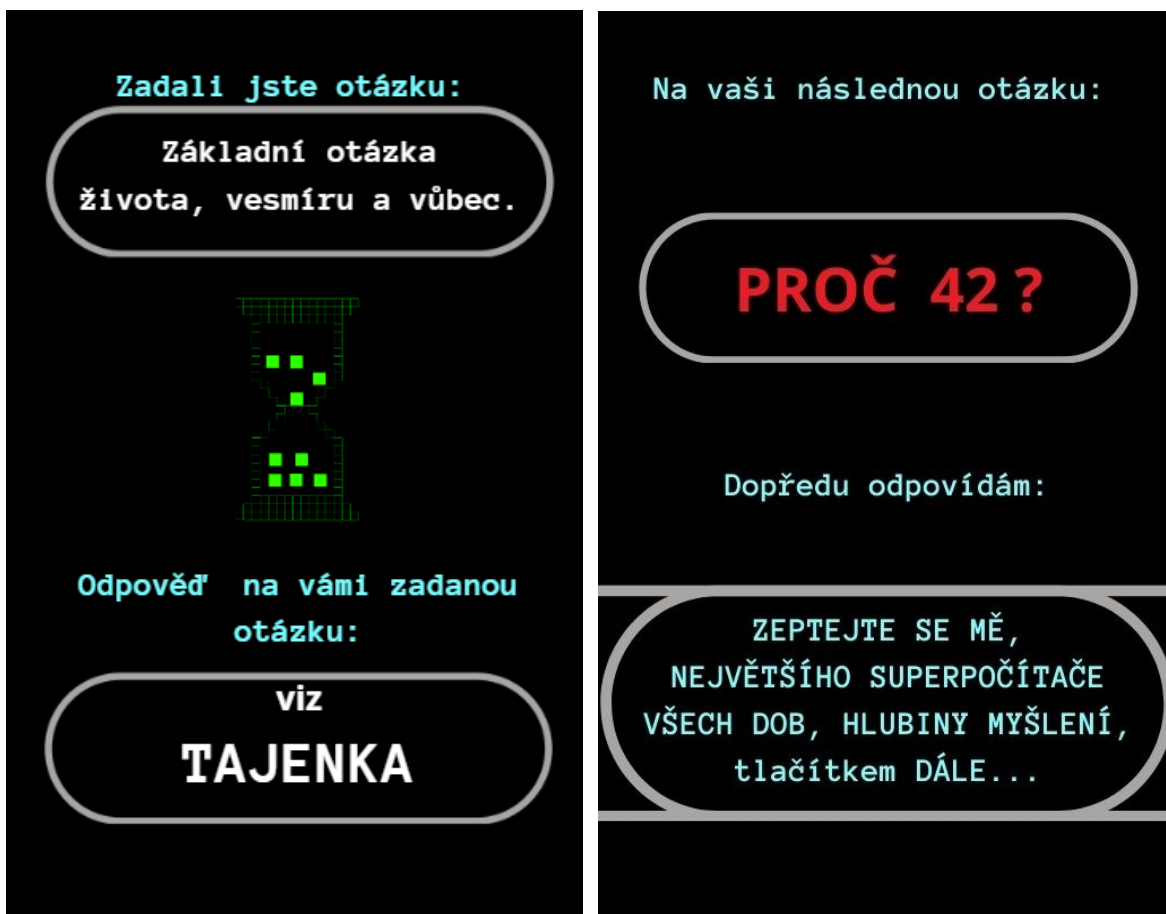 Zadali jste otázku:
Základní otázka
života, vesmíru a vůbec.
Odpověď na vámi zadanou
otázku:
viz
TAJENKA
Na vaši následnou otázku:
PROČ 42 ?
Dopředu odpovídám:
ZEPTEJTE SE MĚ,
NEJVĚTŠÍHO SUPERPOČÍTAČE
VŠECH DOB, HLUBINY MYŠLENÍ,
tlačítkem DÁLE...